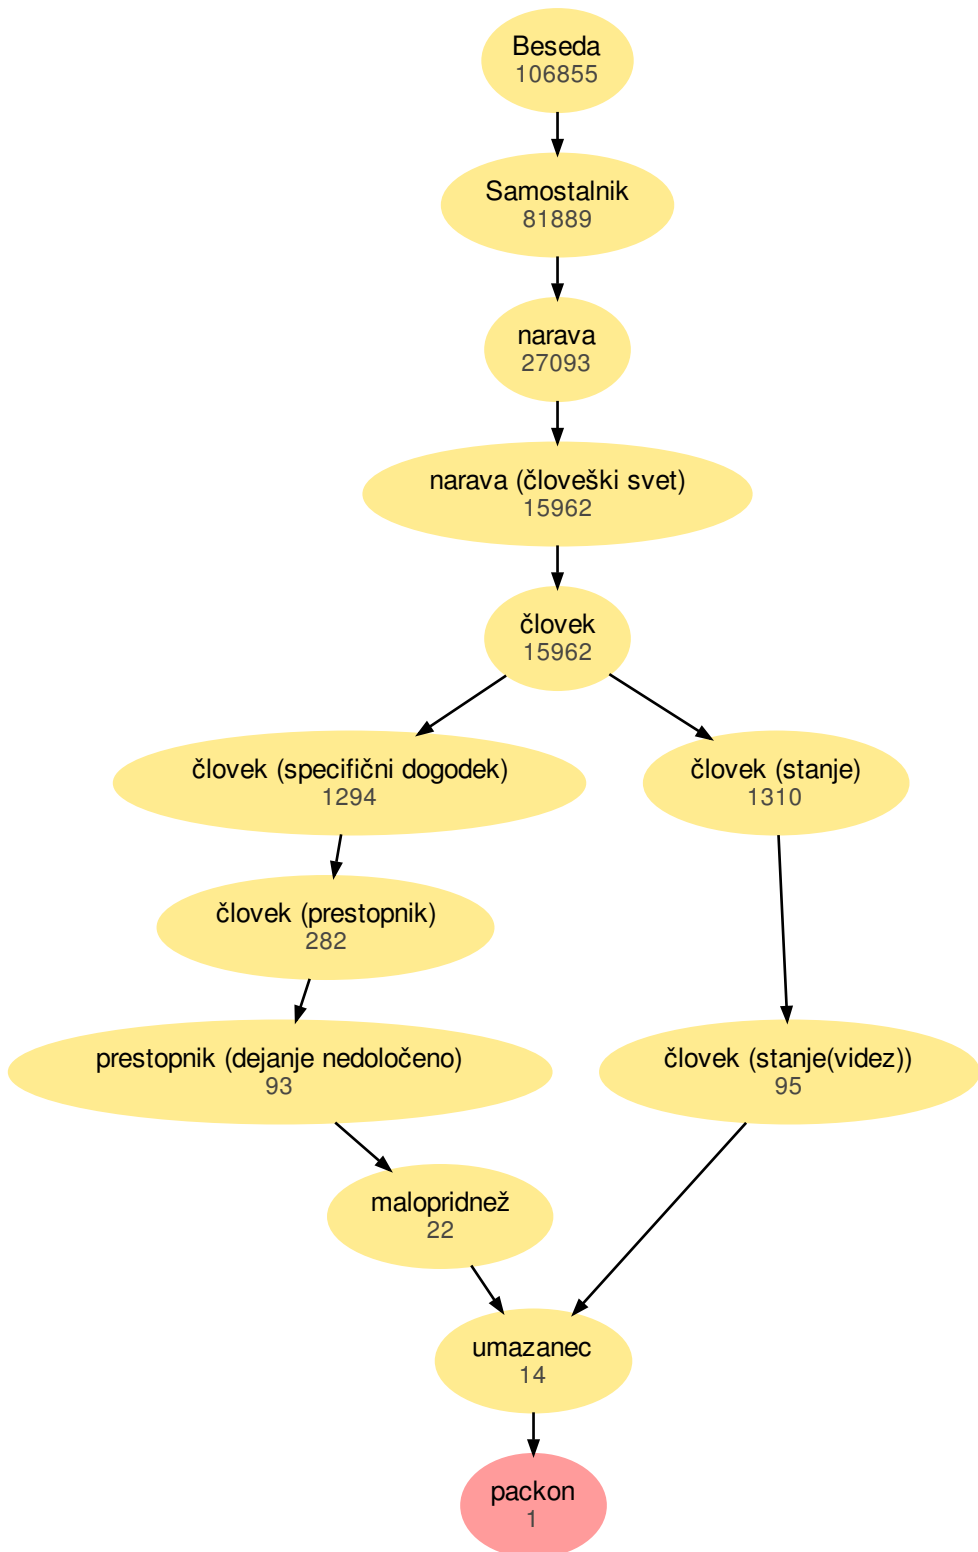 Beseda
106855
Samostalnik
81889
narava
27093
narava (človeški svet)
15962
človek
15962
človek (specifični dogodek)
1294
človek (stanje)
1310
človek (prestopnik)
282
prestopnik (dejanje nedoločeno)
93
človek (stanje(videz))
95
malopridnež
22
umazanec
14
packon
1